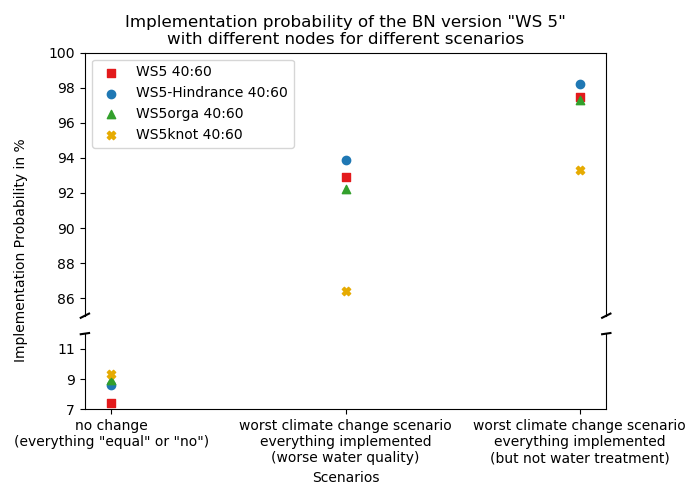 Implementation probability of the BN version "WS 5"
with different nodes for different scenarios
Implementation Probability in %
100
98
96
94
92
90
88
86
11
9
7
WS5 40:60
WS5-Hindrance 40:60
WS5orga 40:60
WS5knot 40:60
no change
(everything "equal" or "no")
worst climate change scenario
everything implemented
(worse water quality)
worst climate change scenario
everything implemented
(but not water treatment)
Scenarios